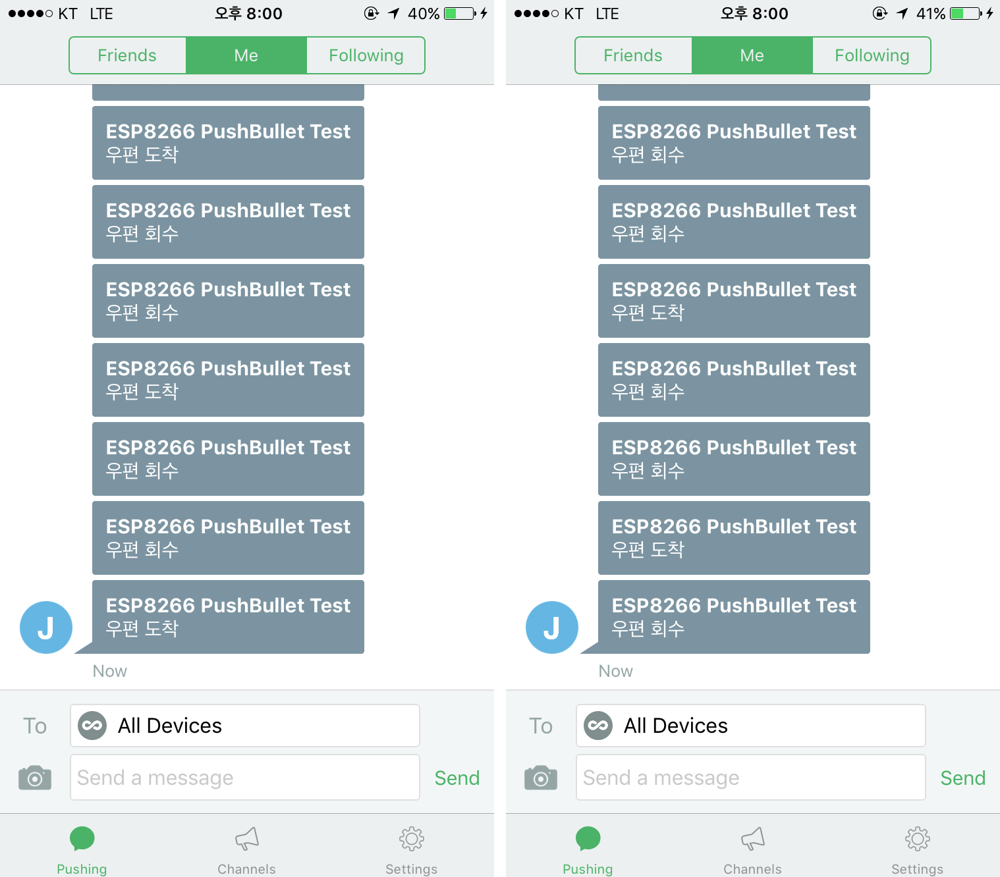 KT LTE 오후 8:00 40%
Friends Me Following
ESP8266 PushBullet Test
우편 도착
ESP8266 PushBullet Test
우편 회수
ESP8266 PushBullet Test
우편 회수
ESP8266 PushBullet Test
우편 도착
ESP8266 PushBullet Test
우편 회수
ESP8266 PushBullet Test
우편 회수
ESP8266 PushBullet Test
우편 도착
J
Now
To All Devices
Send a message Send
Pushing Channels Settings
KT LTE 오후 8:00 41%
Friends Me Following
ESP8266 PushBullet Test
우편 회수
ESP8266 PushBullet Test
우편 회수
ESP8266 PushBullet Test
우편 도착
ESP8266 PushBullet Test
우편 회수
ESP8266 PushBullet Test
우편 회수
ESP8266 PushBullet Test
우편 도착
ESP8266 PushBullet Test
우편 회수
J
Now
To All Devices
Send a message Send
Pushing Channels Settings